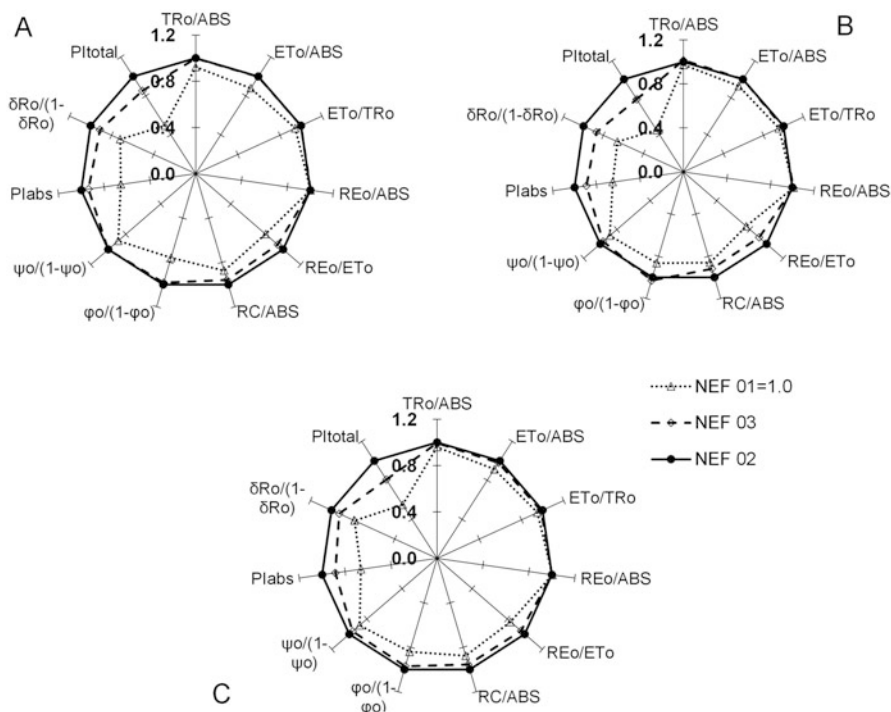 A
TRo/ABS
1.2
ETo/ABS
PItotal
0.8
δRo/(1-
δRo)
ETo/TRo
0.4
0.0
PIabs
REo/ABS
ψo/(1-ψo)
REo/ETo
φo/(1-φo)
RC/ABS
B
TRo/ABS
1.2
ETo/ABS
PItotal
0.8
δRo/(1-δRo)
ETo/TRo
0.4
0.0
PIabs
REo/ABS
ψo/(1-ψo)
REo/ETo
φo/(1-φo)
RC/ABS
NEF 01=1.0
NEF 03
NEF 02
TRo/ABS
1.2
ETo/ABS
PItotal
0.8
δRo/(1-
δRo)
ETo/TRo
0.4
0.0
PIabs
REo/ABS
ψo/(1-
ψo)
REo/ETo
φo/(1-
φo)
RC/ABS
C